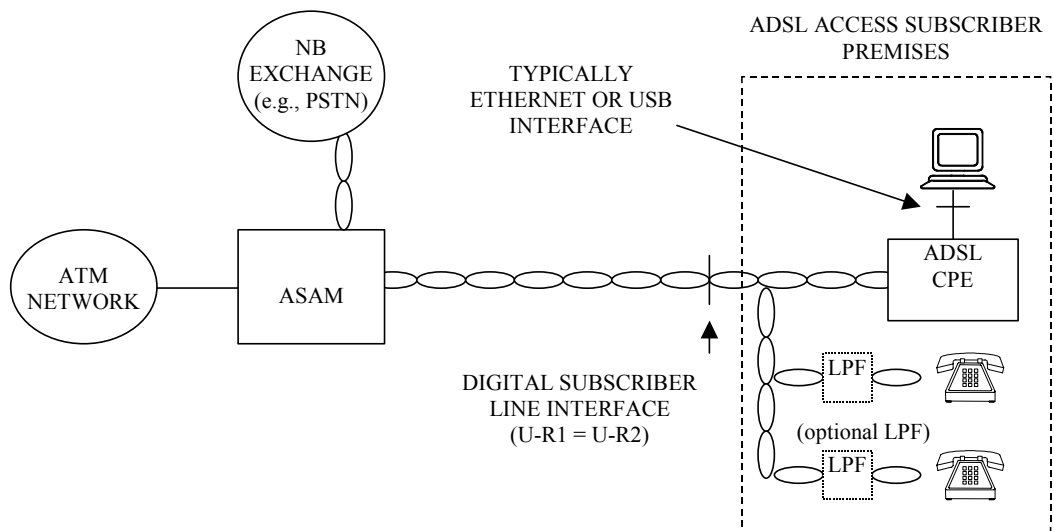 ADSL ACCESS SUBSCRIBER
PREMISES
NB
EXCHANGE
(e.g., PSTN)
TYPICALLY
ETHERNET OR USB
INTERFACE
ATM
NETWORK
ASAM
ADSL
CPE
DIGITAL SUBSCRIBER
LINE INTERFACE
(U-R1 = U-R2)
LPF
(optional LPF)
LPF